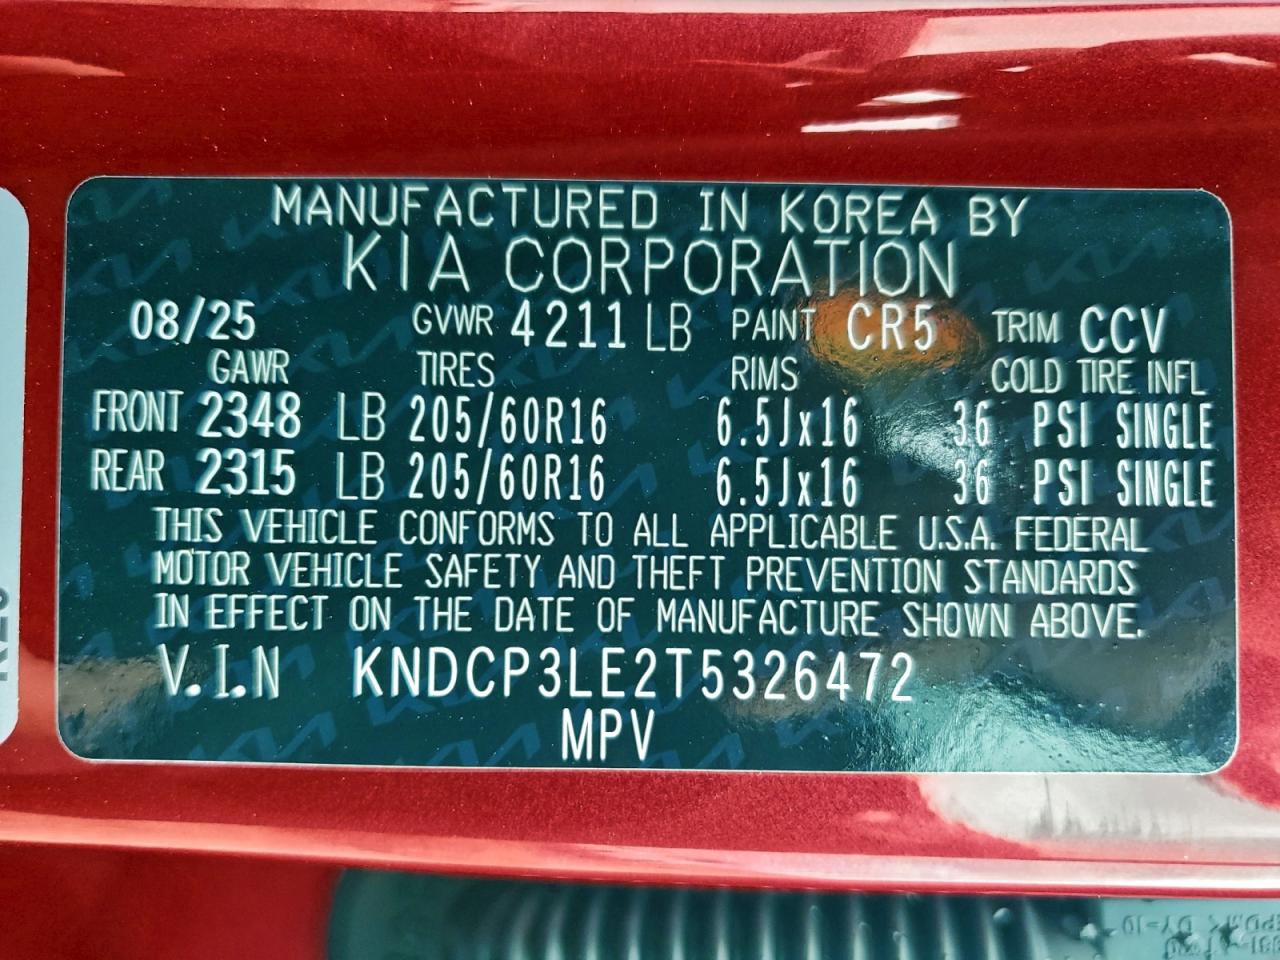 MANUFACTURED IN KOREA BY
KIA CORPORATION
08/25 GVWR 4211 LB PAINT CR5 TRIM CCV
GAWR TIRES RIMS COLD TIRE INFL
FRONT 2348 LB 205/60R16 6.5Jx16 36 PSI SINGLE
REAR 2315 LB 205/60R16 6.5Jx16 36 PSI SINGLE
THIS VEHICLE CONFORMS TO ALL APPLICABLE U.S.A. FEDERAL
MOTOR VEHICLE SAFETY AND THEFT PREVENTION STANDARDS
IN EFFECT ON THE DATE OF MANUFACTURE SHOWN ABOVE.
V.I.N KNDCP3LE2T5326472
MPV